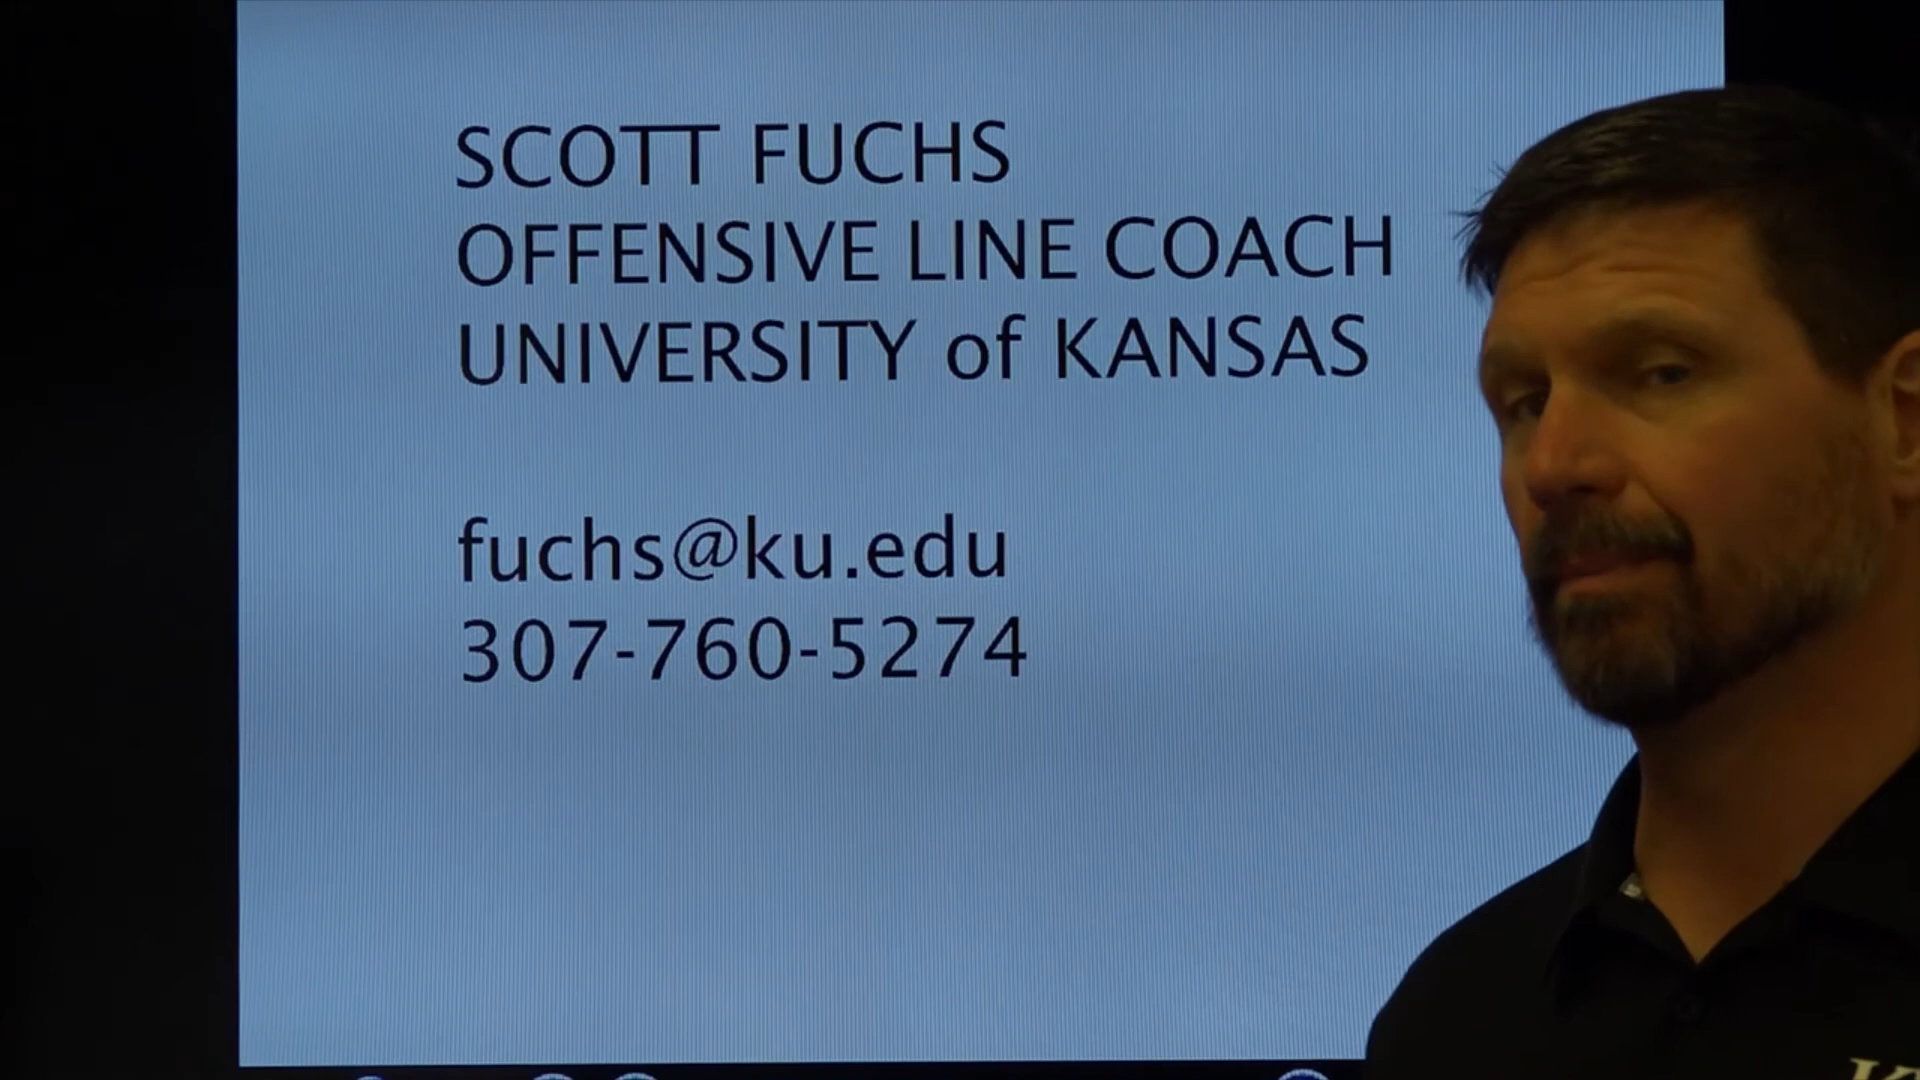 SCOTT FUCHS
OFFENSIVE LINE COACH
UNIVERSITY of KANSAS
fuchs@ku.edu
307-760-5274